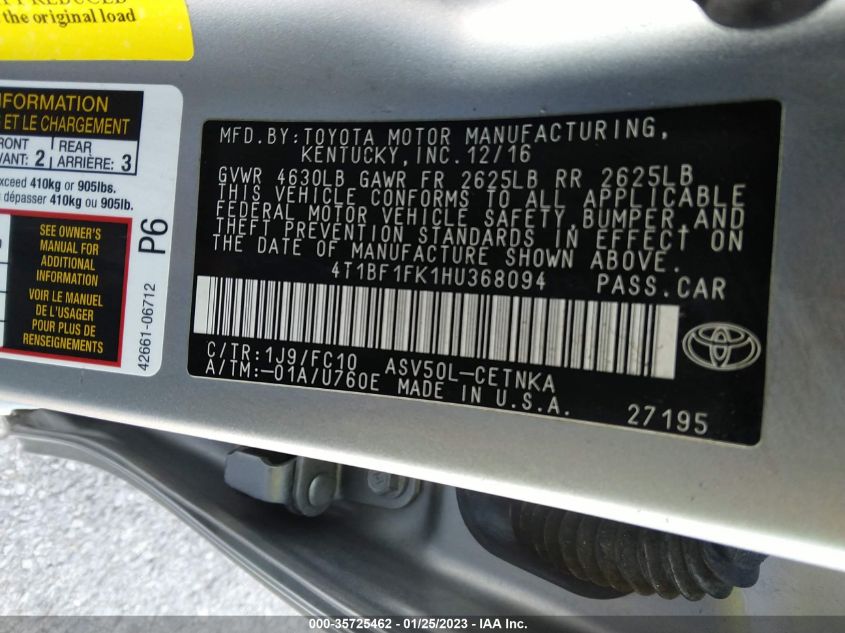 REDUCED
the original load
NFORMATION
ET LE CHARGEMENT
FRONT
VANT: 2
REAR
ARRIÈRE: 3
exceed 410kg or 905lbs.
dépasser 410kg ou 905lb.
SEE OWNER'S
MANUAL FOR
ADDITIONAL
INFORMATION
VOIR LE MANUEL
DE L'USAGER
POUR PLUS DE
RENSEIGNEMENTS
P6
42661-06712
MFD.BY:TOYOTA MOTOR MANUFACTURING,
KENTUCKY,INC.12/16
GVWR 4630LB GAWR FR 2625LB RR 2625LB
THIS VEHICLE CONFORMS TO ALL APPLICABLE
FEDERAL MOTOR VEHICLE SAFETY,BUMPER,AND
THEFT PREVENTION STANDARDS IN EFFECT ON
THE DATE OF MANUFACTURE SHOWN ABOVE.
4T1BF1FK1HU368094 PASS.CAR
C/TR:1J9/FC10 ASV50L-CETNKA
A/TM:-01A/U760E MADE IN U.S.A.
27195
000-35725462 - 01/25/2023 - IAA Inc.